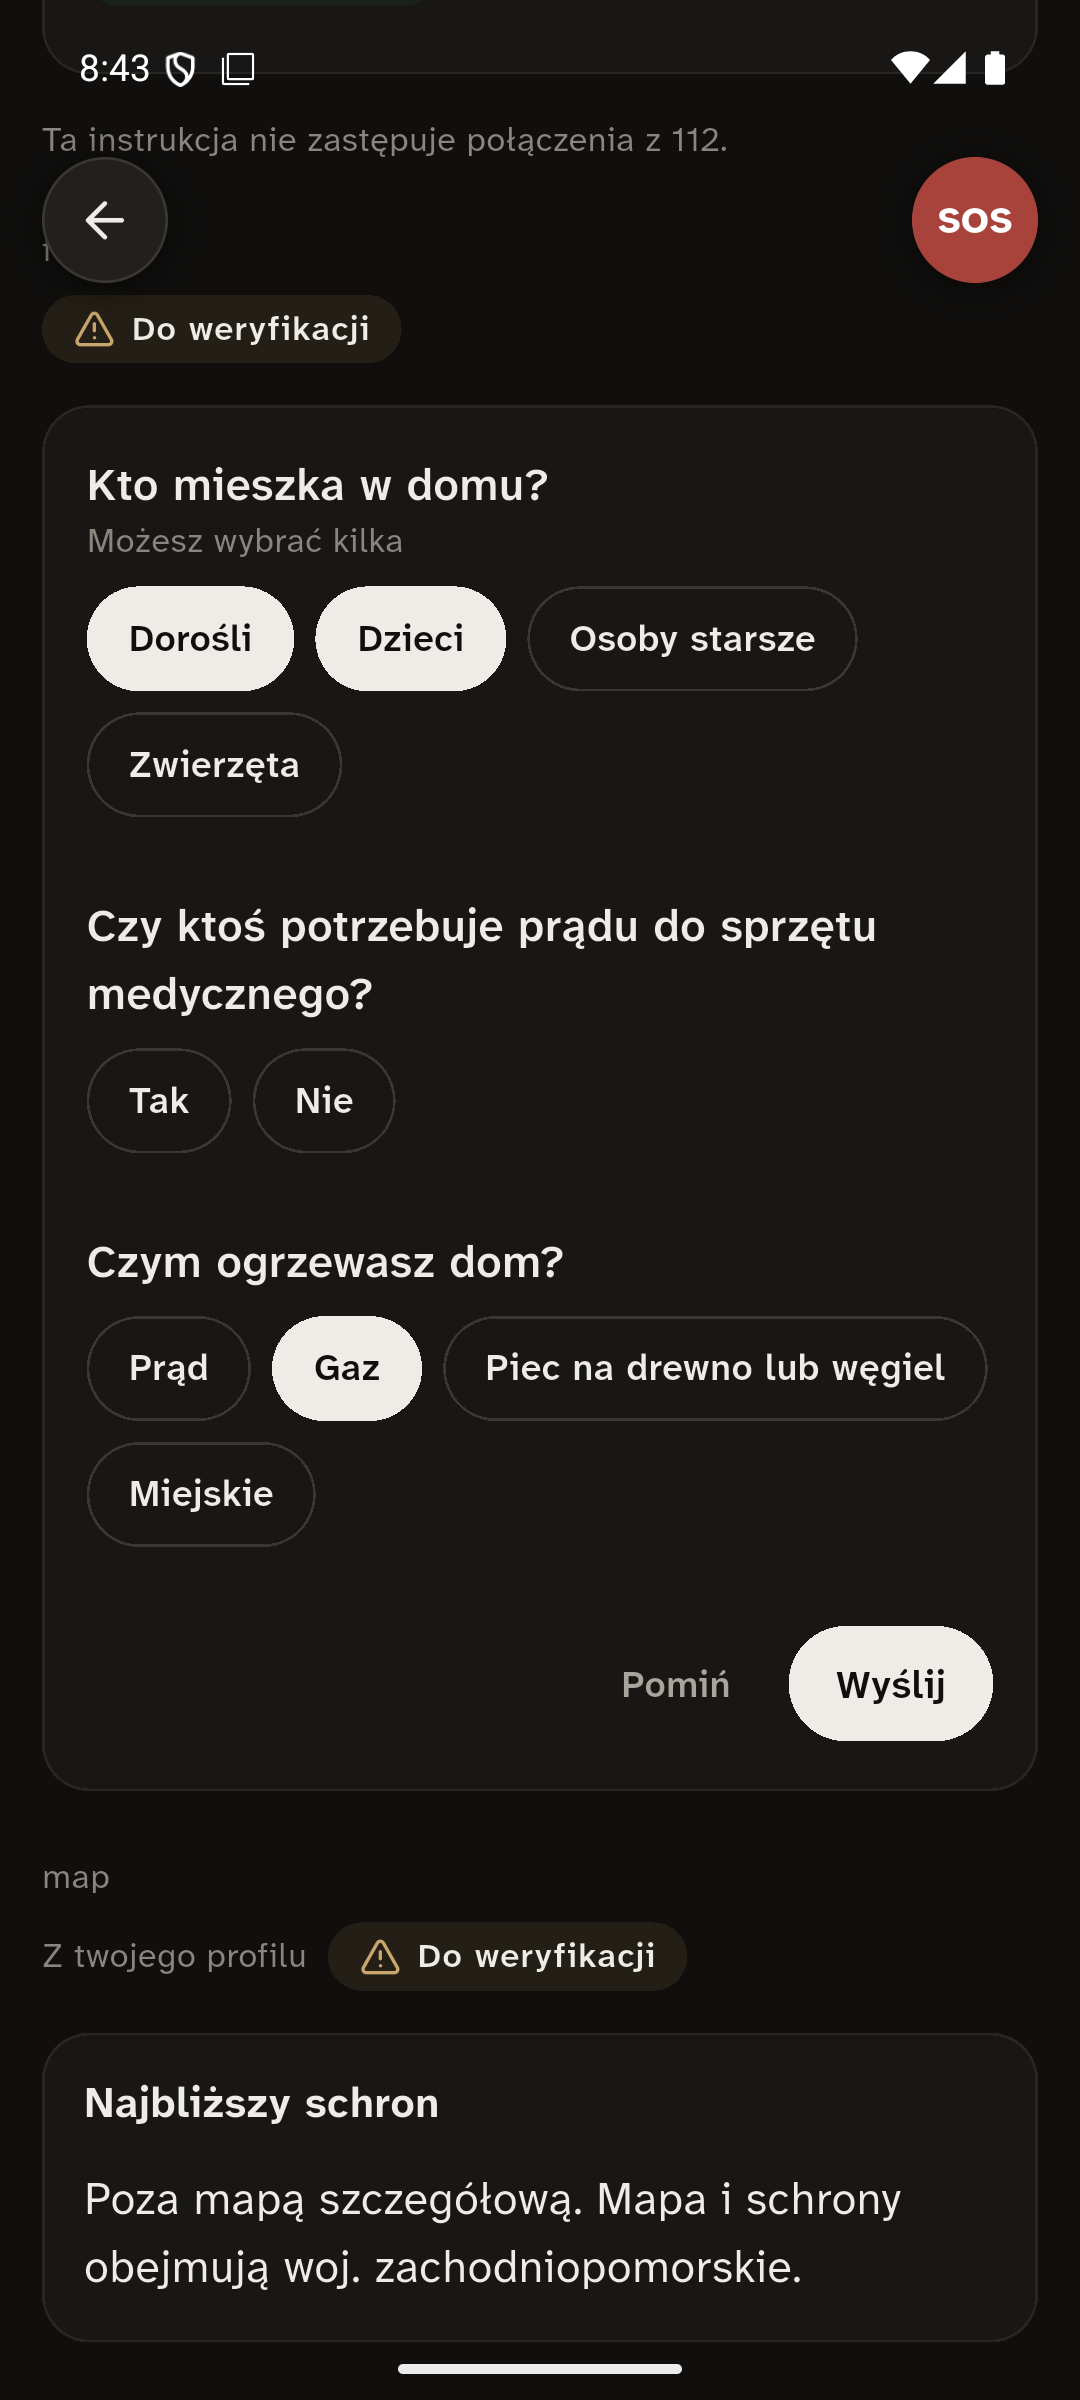 8:43
Ta instrukcja nie zastępuje połączenia z 112.
SOS
Do weryfikacji
Kto mieszka w domu?
Możesz wybrać kilka
Dorośli
Dzieci
Osoby starsze
Zwierzęta
Czy ktoś potrzebuje prądu do sprzętu
medycznego?
Tak
Nie
Czym ogrzewasz dom?
Prąd
Gaz
Piec na drewno lub węgiel
Miejskie
Pomiń
Wyślij
map
Z twojego profilu
Do weryfikacji
Najbliższy schron
Poza mapą szczegółową. Mapa i schrony
obejmują woj. zachodniopomorskie.